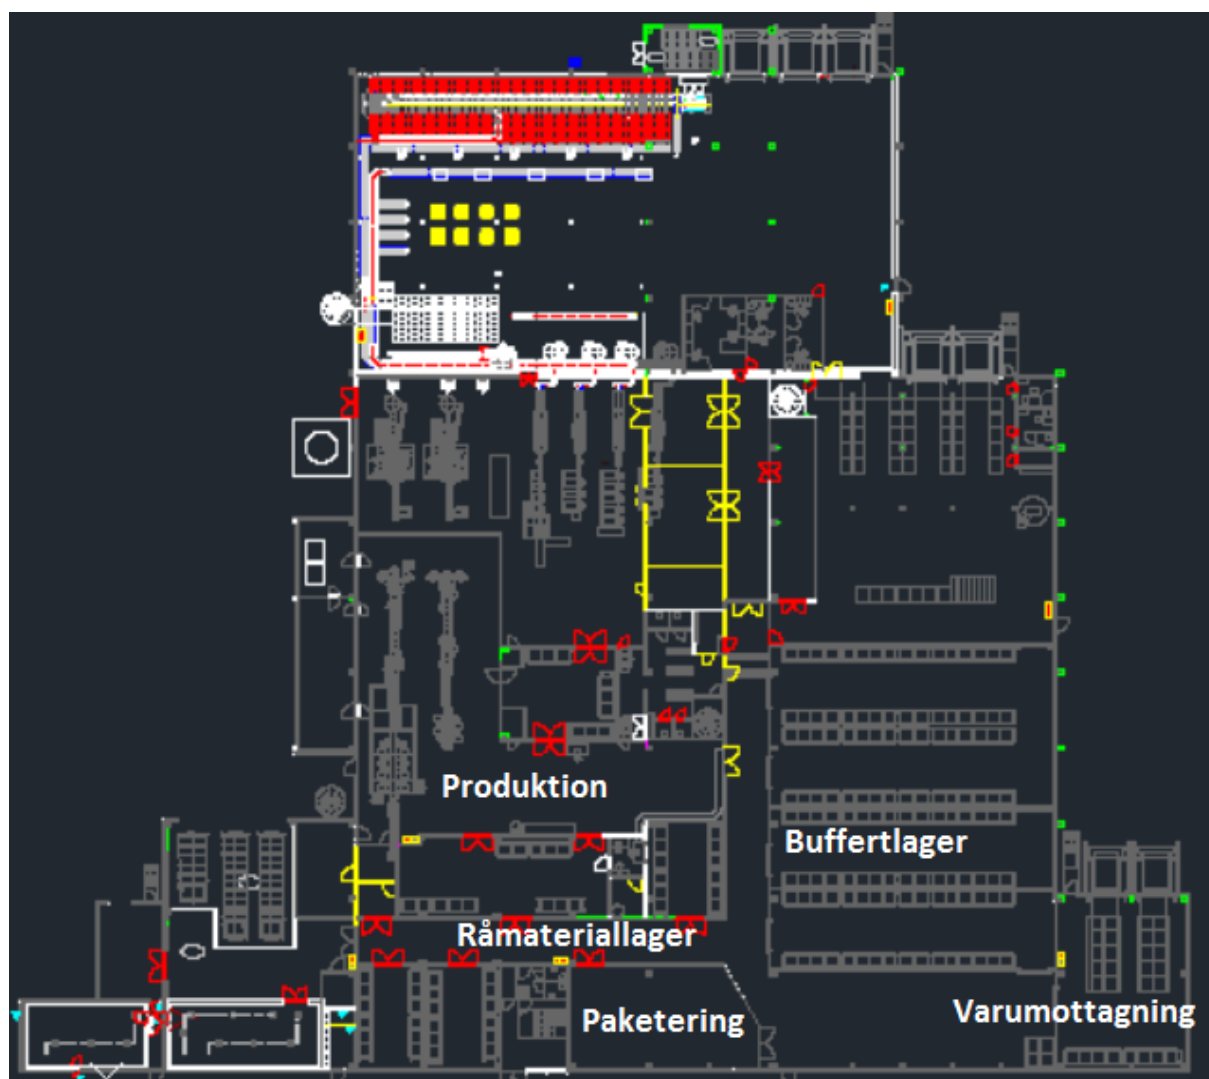 Produktion
Buffertlager
Råmateriallager
Varumottagning
Paketering